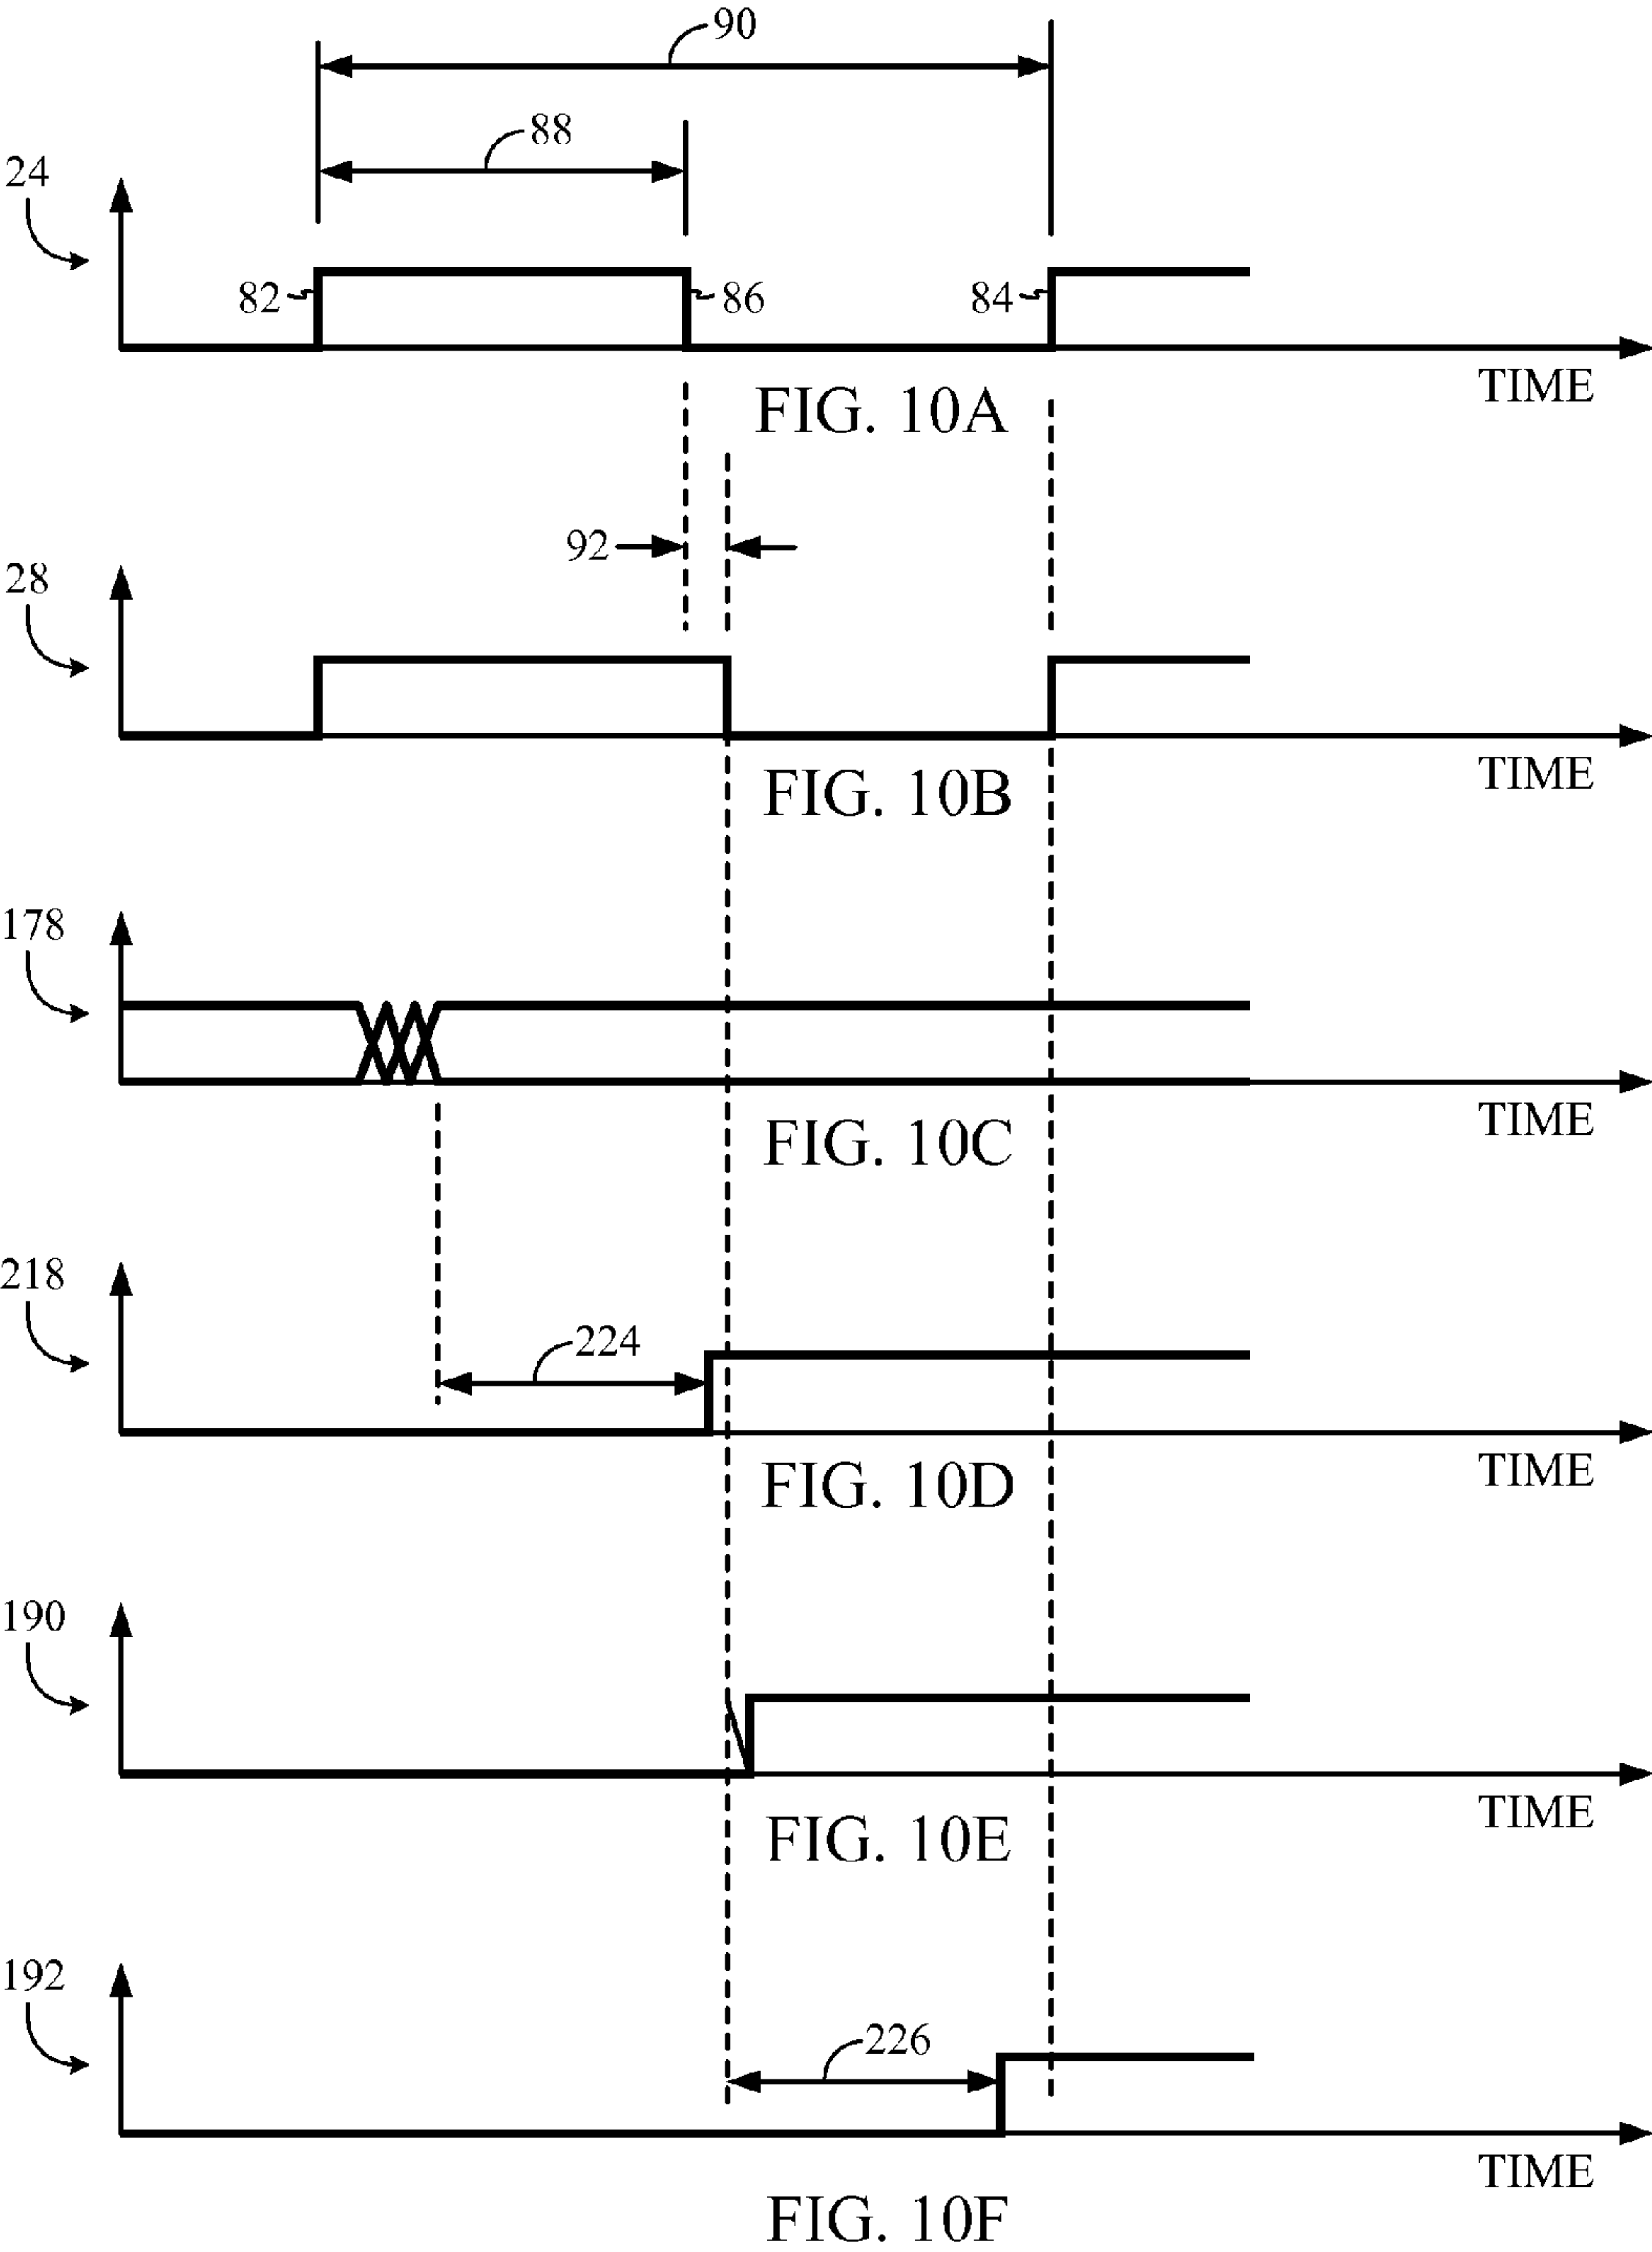 90
88
24
82
86
84
TIME
FIG. 10A
92
28
TIME
FIG. 10B
178
TIME
FIG. 10C
218
224
TIME
FIG. 10D
190
TIME
FIG. 10E
192
226
TIME
FIG. 10F